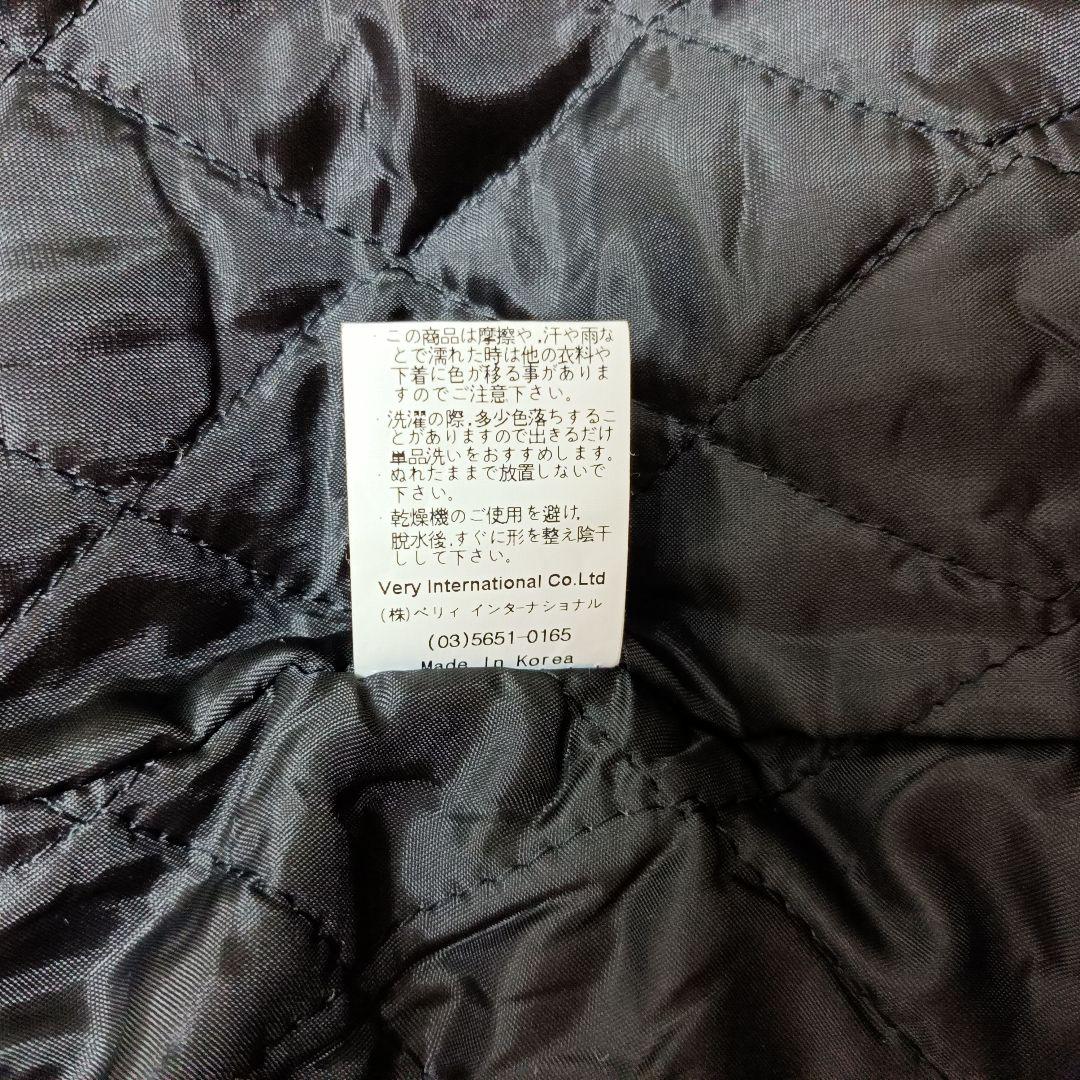 ・この商品は摩擦や,汗や雨な
とで濡れた時は他の衣料や
下着に色が移る事がありま
すのでご注意下さい。
・洗濯の際,多少色落ちするこ
とがありますので出きるだけ
単品洗いをおすすめします。
・ぬれたままで放置しないで
下さい。
・乾燥機のご使用を避け,
脱水後,すぐに形を整え陰干
しして下さい。
Very International Co.Ltd
(株)ベリィ インターナショナル
(03)5651-0165
Made In Korea